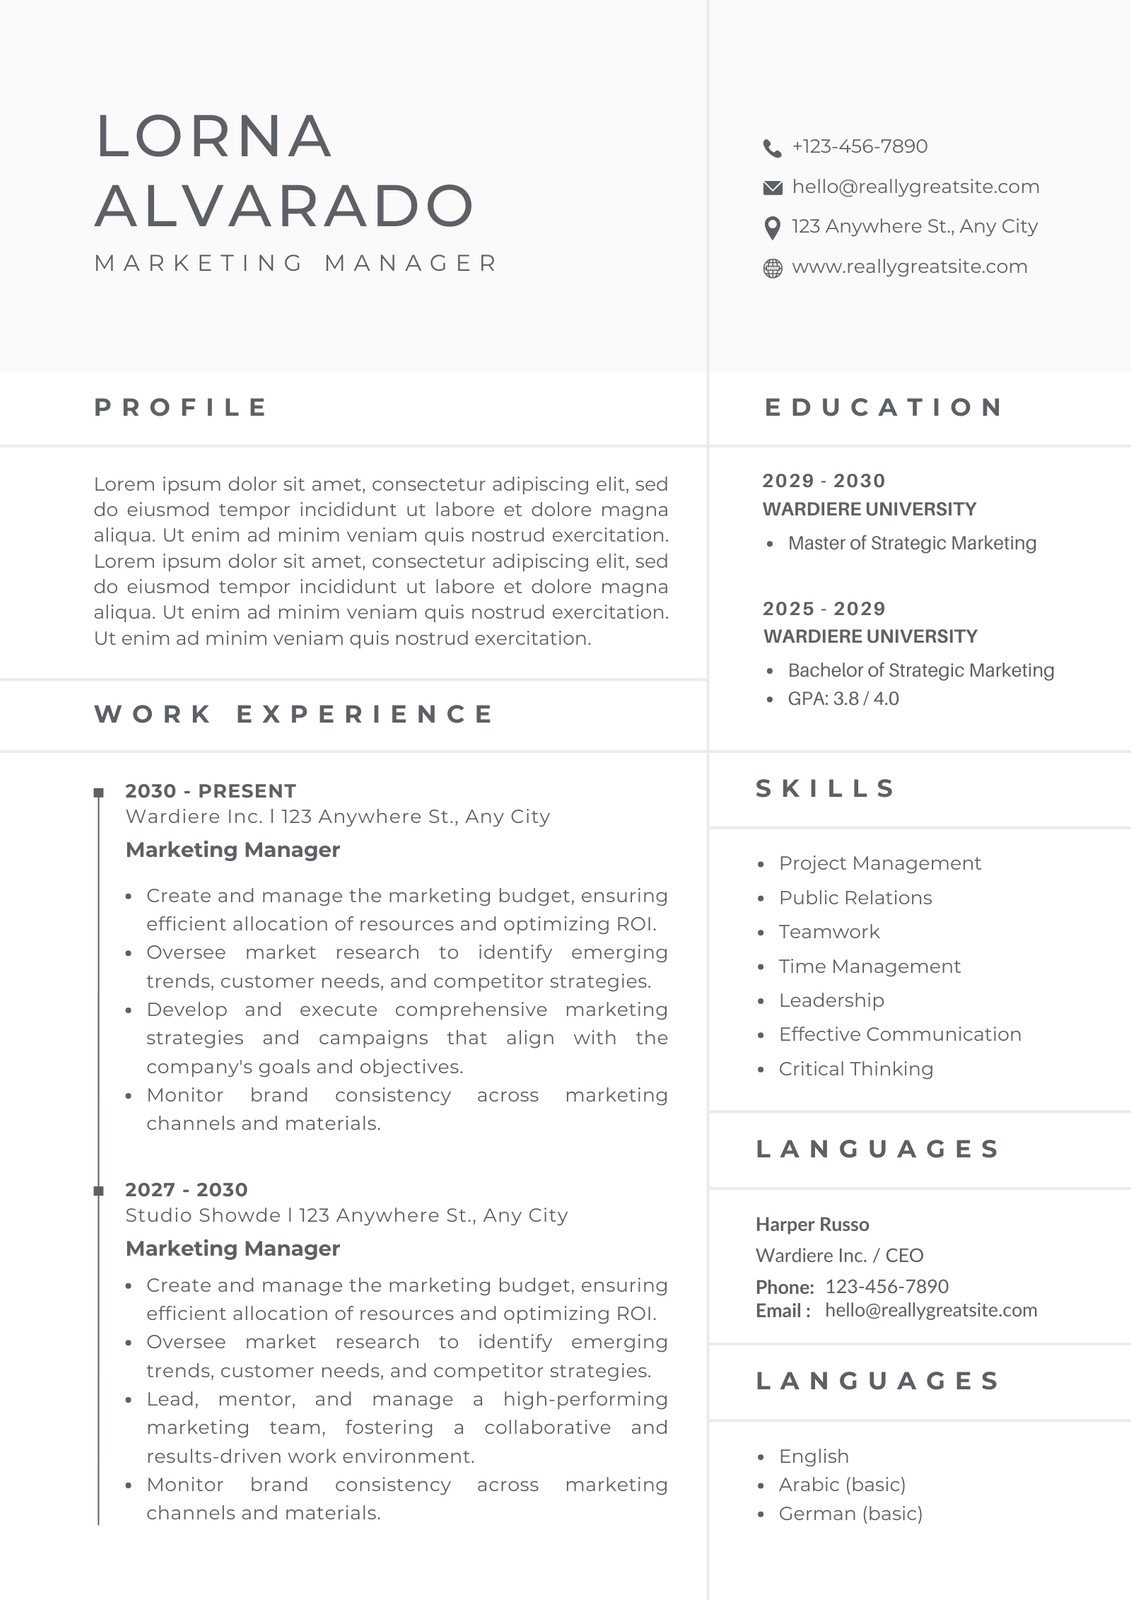 LORNA
ALVARADO
MARKETING MANAGER
+123-456-7890
hello@reallygreatsite.com
123 Anywhere St., Any City
www.reallygreatsite.com
PROFILE
Lorem ipsum dolor sit amet, consectetur adipiscing elit, sed
do eiusmod tempor incididunt ut labore et dolore magna
aliqua. Ut enim ad minim veniam quis nostrud exercitation.
Lorem ipsum dolor sit amet, consectetur adipiscing elit, sed
do eiusmod tempor incididunt ut labore et dolore magna
aliqua. Ut enim ad minim veniam quis nostrud exercitation.
Ut enim ad minim veniam quis nostrud exercitation.
WORK EXPERIENCE
2030 - PRESENT
Wardiere Inc. l 123 Anywhere St., Any City
Marketing Manager
• Create and manage the marketing budget, ensuring
efficient allocation of resources and optimizing ROI.
• Oversee market research to identify emerging
trends, customer needs, and competitor strategies.
• Develop and execute comprehensive marketing
strategies and campaigns that align with the
company's goals and objectives.
• Monitor brand consistency across marketing
channels and materials.
2027 - 2030
Studio Showde l 123 Anywhere St., Any City
Marketing Manager
• Create and manage the marketing budget, ensuring
efficient allocation of resources and optimizing ROI.
• Oversee market research to identify emerging
trends, customer needs, and competitor strategies.
• Lead, mentor, and manage a high-performing
marketing team, fostering a collaborative and
results-driven work environment.
• Monitor brand consistency across marketing
channels and materials.
EDUCATION
2029 - 2030
WARDIERE UNIVERSITY
• Master of Strategic Marketing
2025 - 2029
WARDIERE UNIVERSITY
• Bachelor of Strategic Marketing
• GPA: 3.8 / 4.0
SKILLS
• Project Management
• Public Relations
• Teamwork
• Time Management
• Leadership
• Effective Communication
• Critical Thinking
LANGUAGES
Harper Russo
Wardiere Inc. / CEO
Phone: 123-456-7890
Email : hello@reallygreatsite.com
LANGUAGES
• English
• Arabic (basic)
• German (basic)